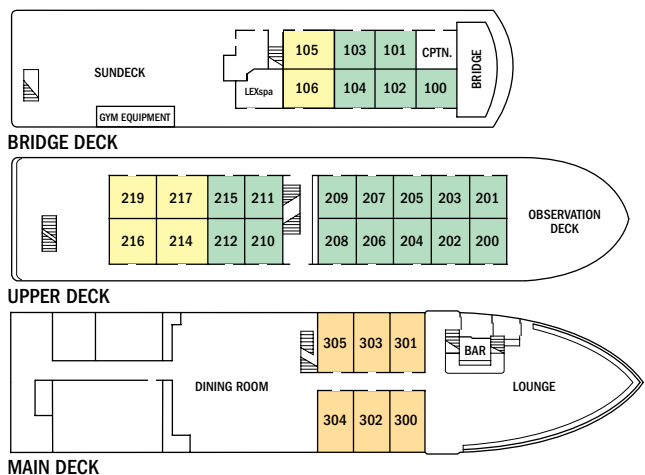 105 103 101 CPTN.
SUNDECK
BRIDGE
LEXspa 106 104 102 100
GYM EQUIPMENT
BRIDGE DECK
219 217 215 211 209 207 205 203 201
OBSERVATION
DECK
216 214 212 210 208 206 204 202 200
UPPER DECK
305 303 301
BAR
DINING ROOM
LOUNGE
304 302 300
MAIN DECK